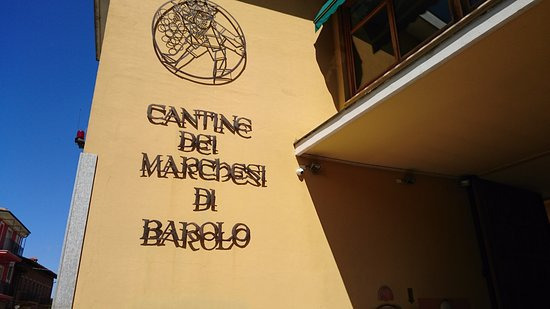 CANTINE
DEI
MARCHESI
DI
BAROLO